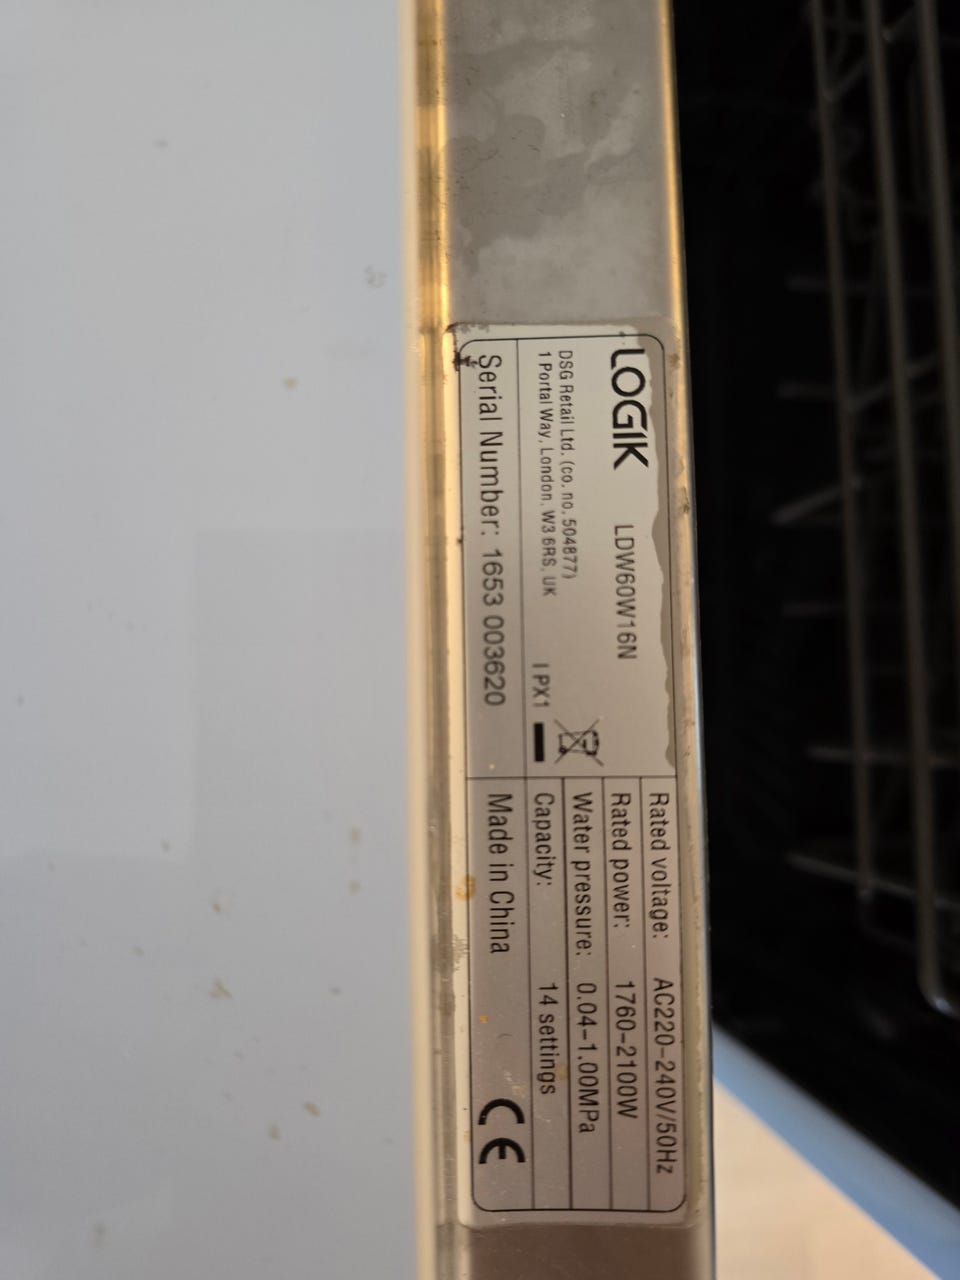 LOGIK LDW60W16N
DSG Retail Ltd. (co. no. 504877)
1 Portal Way, London, W3 6RS, UK
IPX1
Serial Number: 1653 003620
Rated voltage: AC220-240V/50Hz
Rated power: 1760-2100W
Water pressure: 0.04-1.00MPa
Capacity: 14 settings
Made in China CE